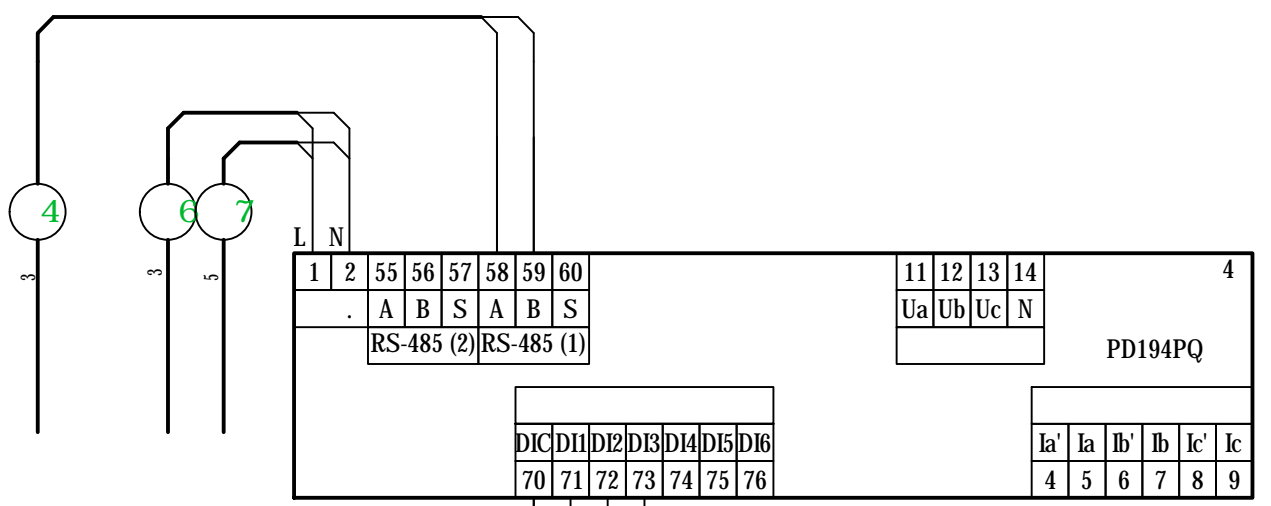 4 6 7
L N
3 3 5
1 2 55 56 57 58 59 60 11 12 13 14 4
. A B S A B S Ua Ub Uc N
RS-485 (2) RS-485 (1)
PD194PQ
DIC DI1 DI2 DI3 DI4 DI5 DI6 Ia' Ia Ib' Ib Ic' Ic
70 71 72 73 74 75 76 4 5 6 7 8 9